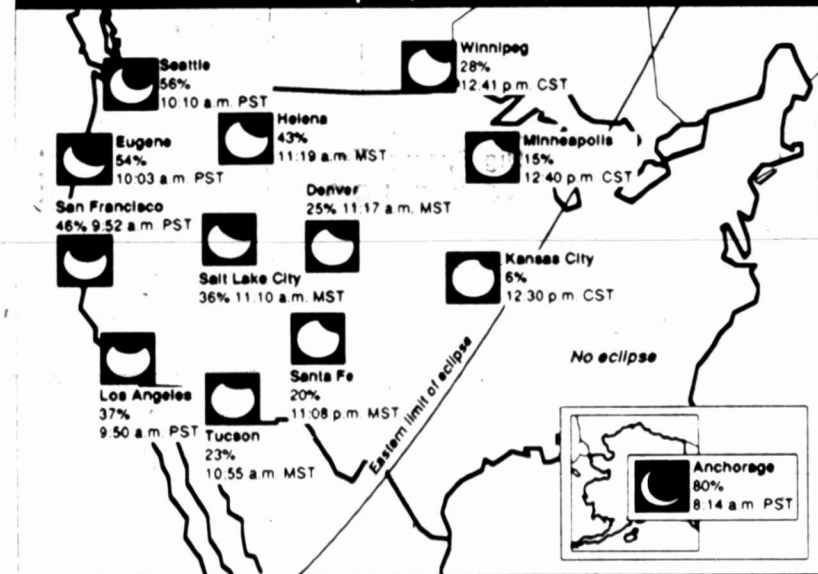 Seattle
56%
10:10 a.m. PST
Winnipeg
28%
12:41 p.m. CST
Helena
43%
11:19 a.m. MST
Eugene
54%
10:03 a.m. PST
Minneapolis
15%
12:40 p.m. CST
Denver
25% 11:17 a.m. MST
San Francisco
46% 9:52 a.m. PST
Salt Lake City
36% 11:10 a.m. MST
Kansas City
6%
12:30 p.m. CST
Los Angeles
37%
9:50 a.m. PST
Santa Fe
20%
11:08 p.m. MST
Tucson
23%
10:55 a.m. MST
Eastern limit of eclipse
No eclipse
Anchorage
80%
8:14 a.m. PST